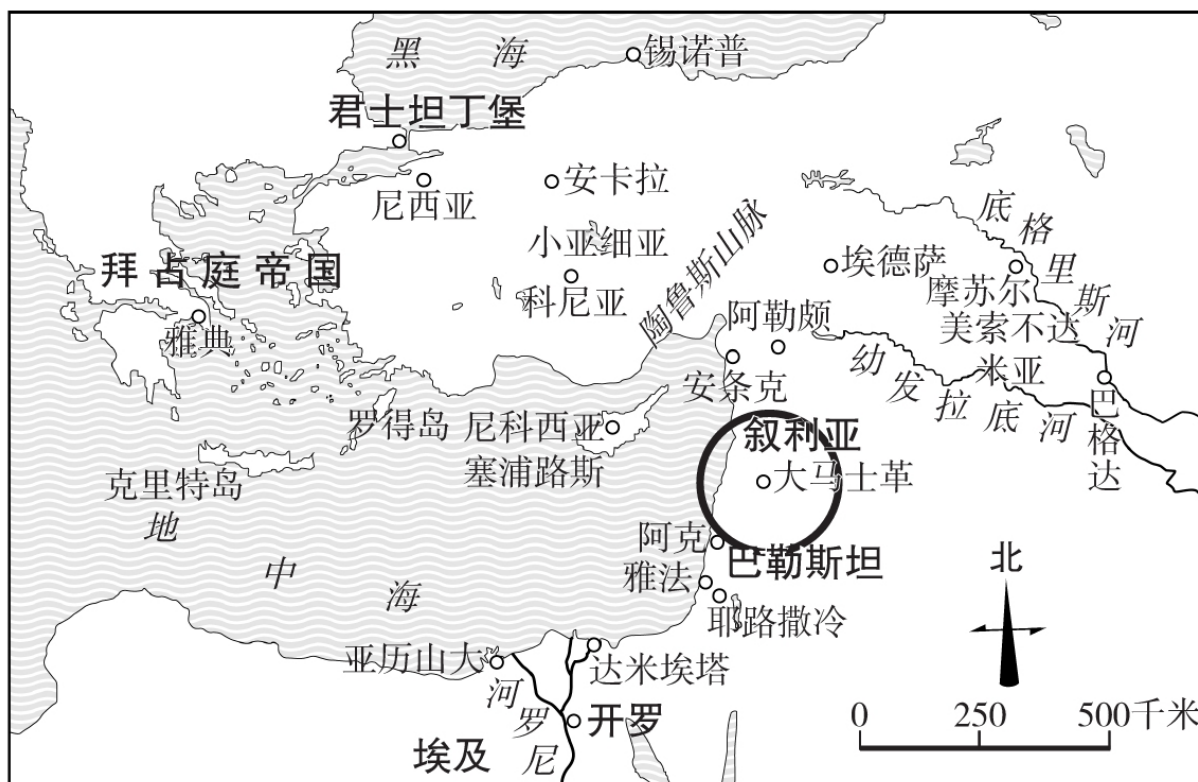 黑海
锡诺普
君士坦丁堡
尼西亚
安卡拉
小亚细亚
科尼亚
陶鲁斯山脉
拜占庭帝国
雅典
埃德萨
底格里斯河
摩苏尔
美索不达
米亚
阿勒颇
安条克
幼发拉底河
巴格达
罗得岛
尼科西亚
塞浦路斯
克里特岛
叙利亚
大马士革
地中海
阿克
巴勒斯坦
雅法
耶路撒冷
北
亚历山大
达米埃塔
河罗尼
开罗
埃及
0 250 500千米